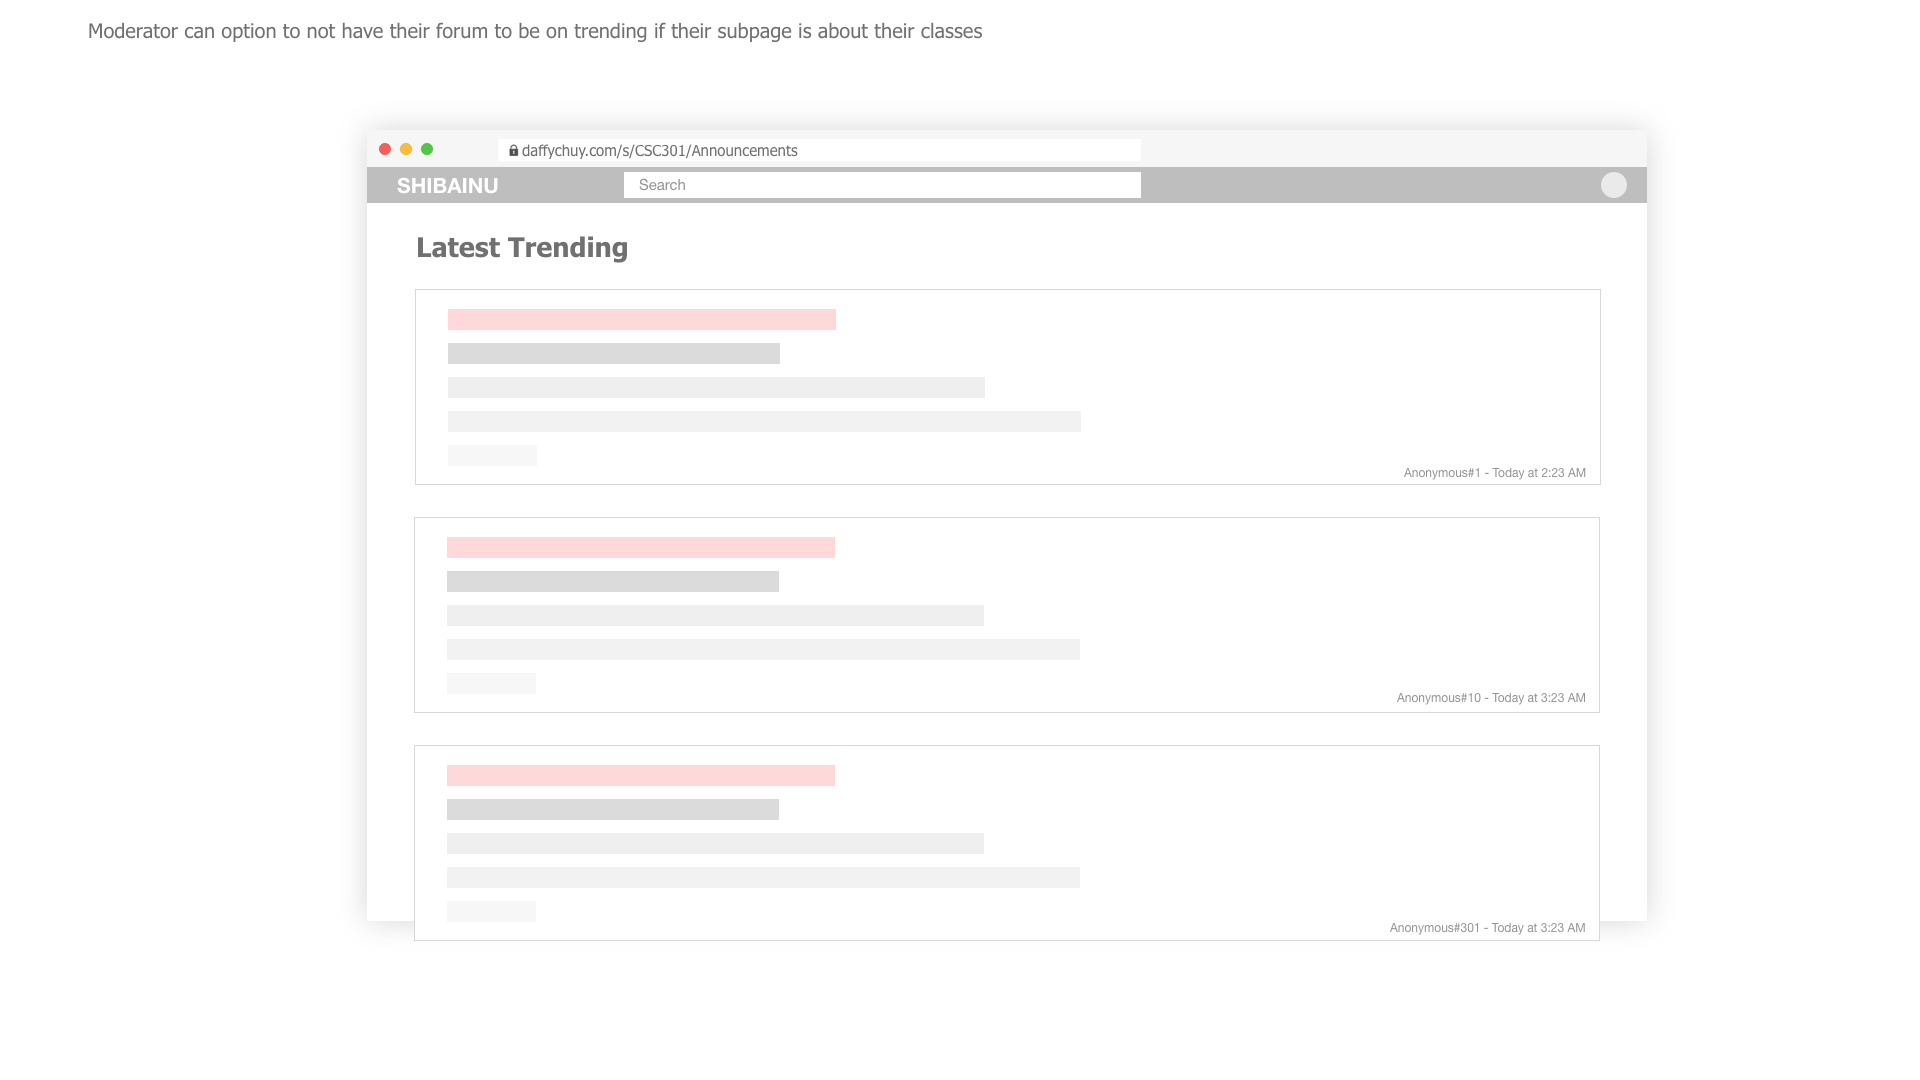 Moderator can option to not have their forum to be on trending if their subpage is about their classes
daffychuy.com/s/CSC301/Announcements
SHIBAINU
Search
Latest Trending
Anonymous#1 - Today at 2:23 AM
Anonymous#10 - Today at 3:23 AM
Anonymous#301 - Today at 3:23 AM